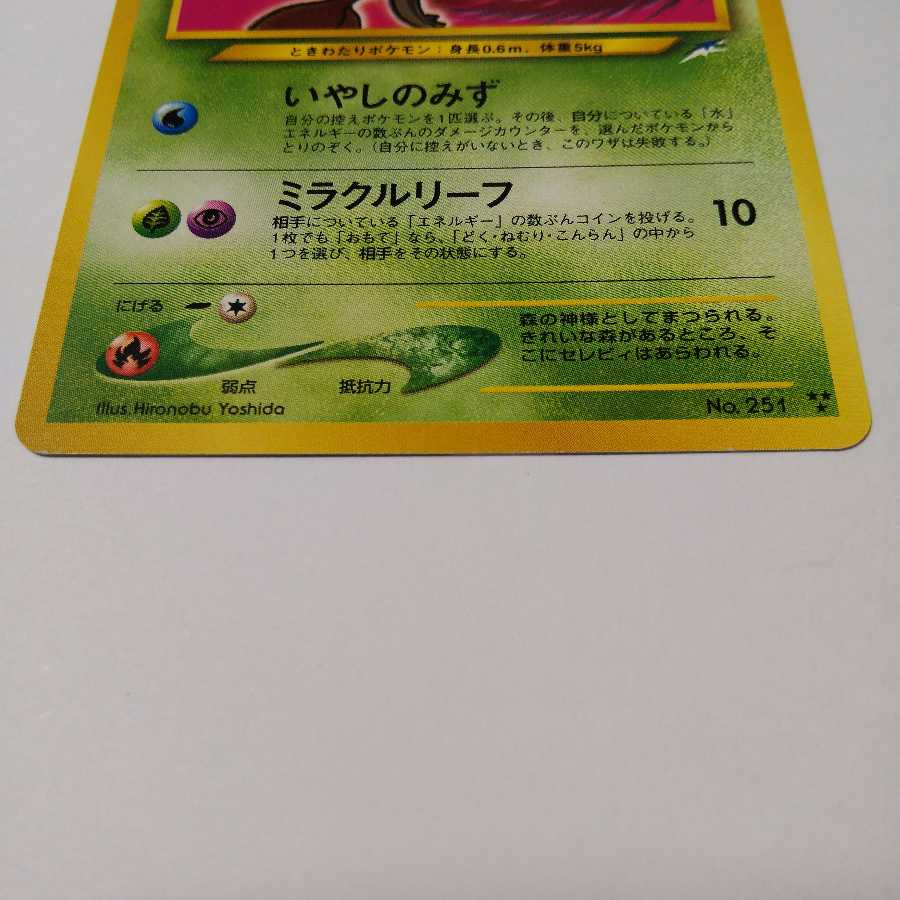 ときわたりポケモン：身長0.6m、体重5kg
いやしのみず
自分の控えポケモンを1匹選ぶ。その後、自分についている「水」
エネルギーの数ぶんのダメージカウンターを、選んだポケモンから
とりのぞく。（自分に控えがいないとき、このワザは失敗する。）
ミラクルリーフ
10
相手についている「エネルギー」の数ぶんコインを投げる。
1枚でも「おもて」なら、「どく・ねむり・こんらん」の中から
1つを選び、相手をその状態にする。
にげる
森の神様としてまつられる。
きれいな森があるところ、そ
こにセレビィはあらわれる。
弱点
抵抗力
Illus. Hironobu Yoshida
No. 251